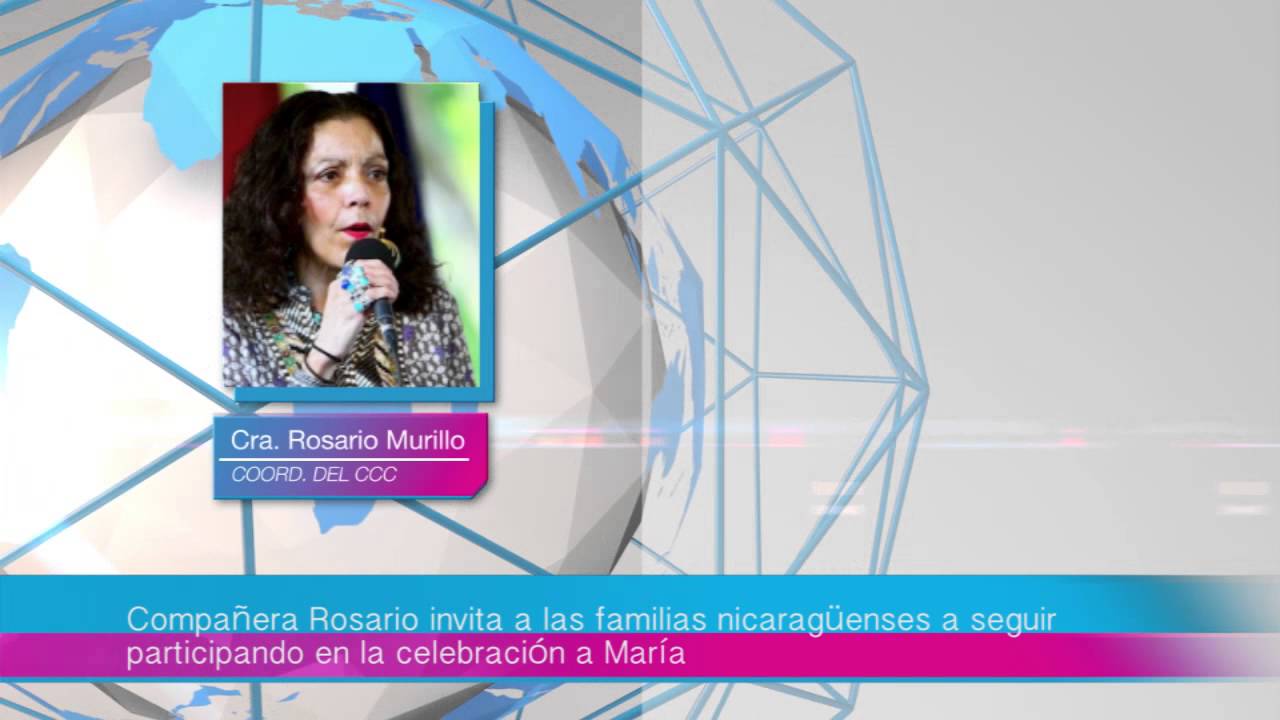 Cra. Rosario Murillo
COORD. DEL CCC
Compañera Rosario invita a las familias nicaragüenses a seguir
participando en la celebración a María